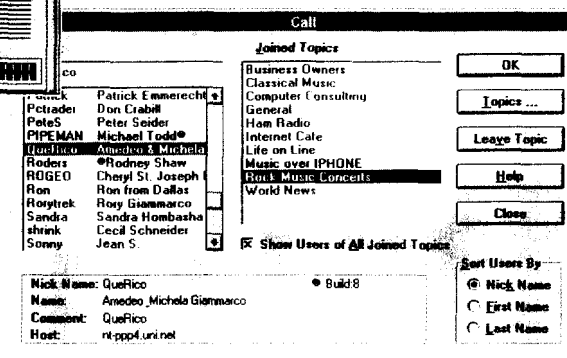 Call
Joined Topics
co
Patrick Emmerecht
Pctrader Don Crabill
PeteS Peter Seider
PIPEMAN Michael Todd
QueRico Amedeo & Michela
Roders Rodney Shaw
ROGEO Cheryl St. Joseph
Ron Ron from Dallas
Rorytrek Rory Giammarco
Sandra Sandra Hombasha
shrink Cecil Schneider
Sonny Jean S.
Business Owners
Classical Music
Computer Consulting
General
Ham Radio
Internet Cafe
Life on Line
Music over IPHONE
Rock Music Concerts
World News
OK
Topics ...
Leave Topic
Help
Close
Show Users of All Joined Topics
Nick Name: QueRico Build:8
Name: Amedeo_Michela Giammarco
Comment: QueRico
Host: nt-ppp4.uni.net
Sort Users By
Nick Name
First Name
Last Name